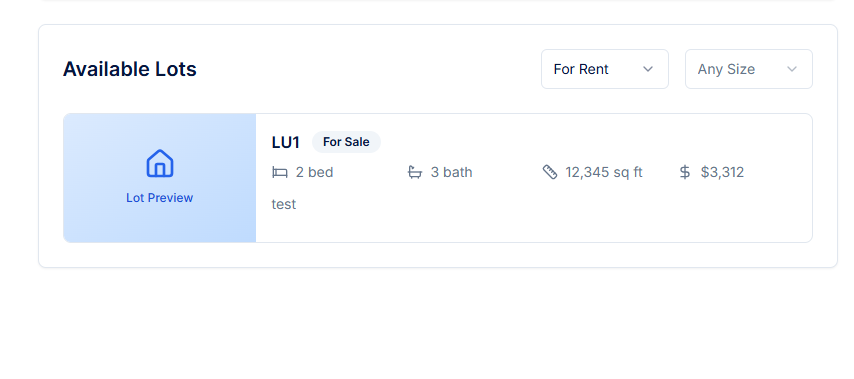 Available Lots
For Rent
Any Size
Lot Preview
LU1
For Sale
2 bed
3 bath
12,345 sq ft
$3,312
test